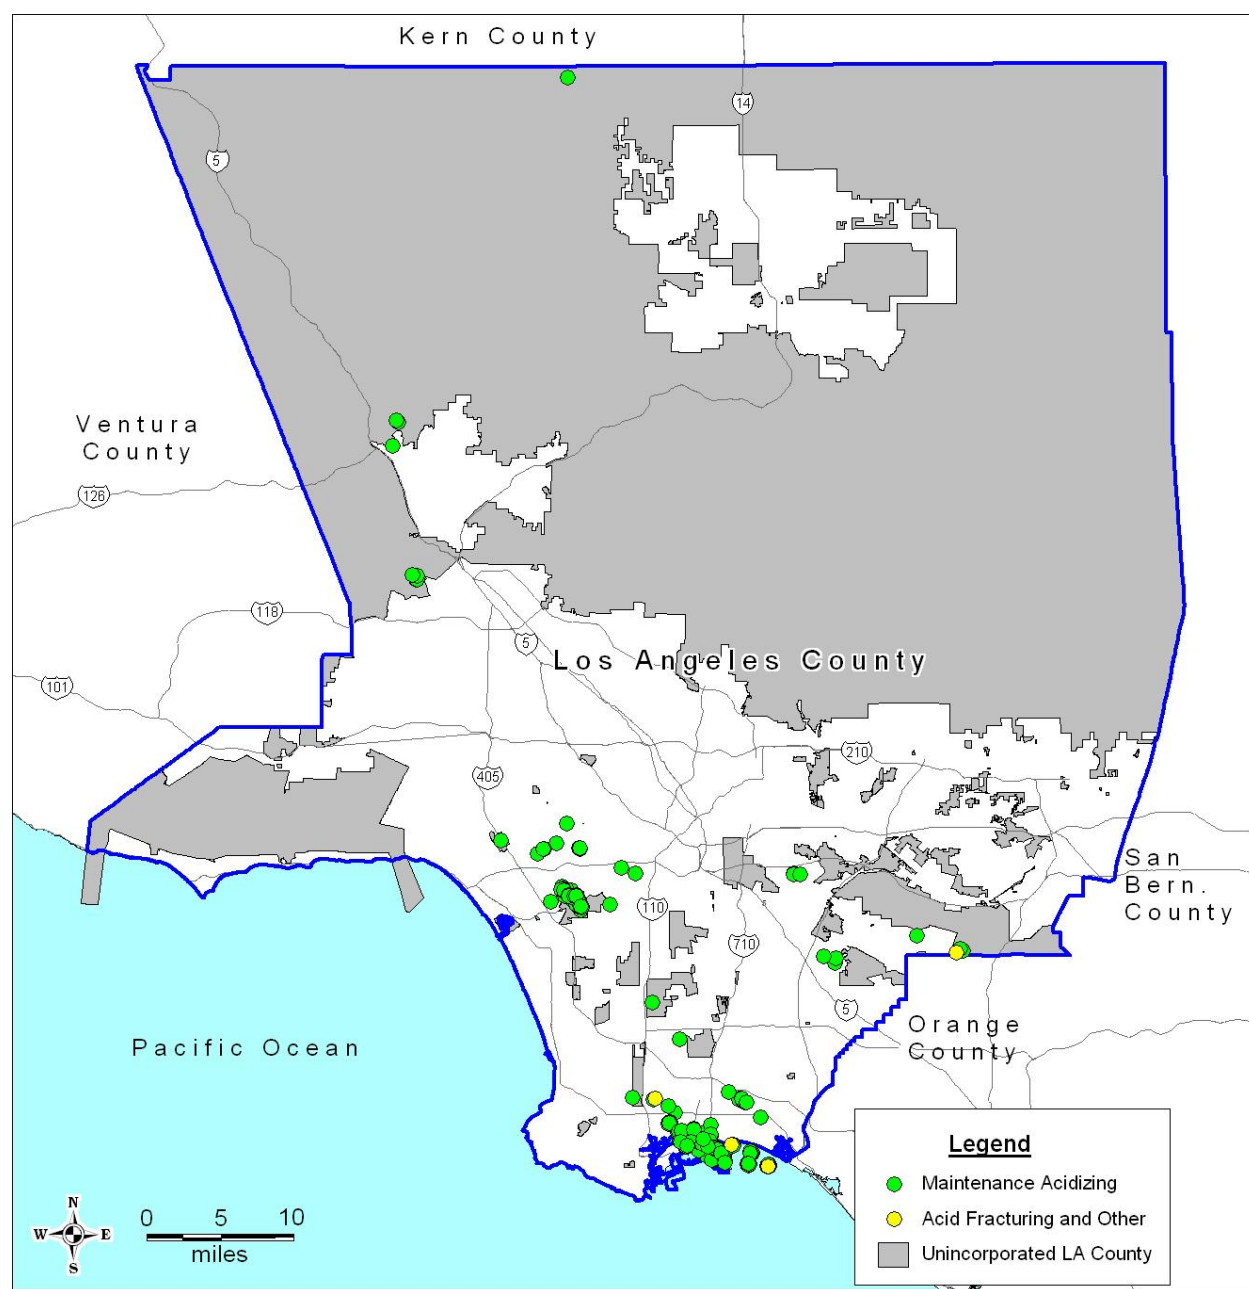 Kern County
14
5
Ventura
County
126
118
5
Los Angeles County
101
210
405
San
Bern.
County
110
710
5
Orange
County
Pacific Ocean
Legend
Maintenance Acidizing
Acid Fracturing and Other
Unincorporated LA County
N
W E
S
0 5 10
miles